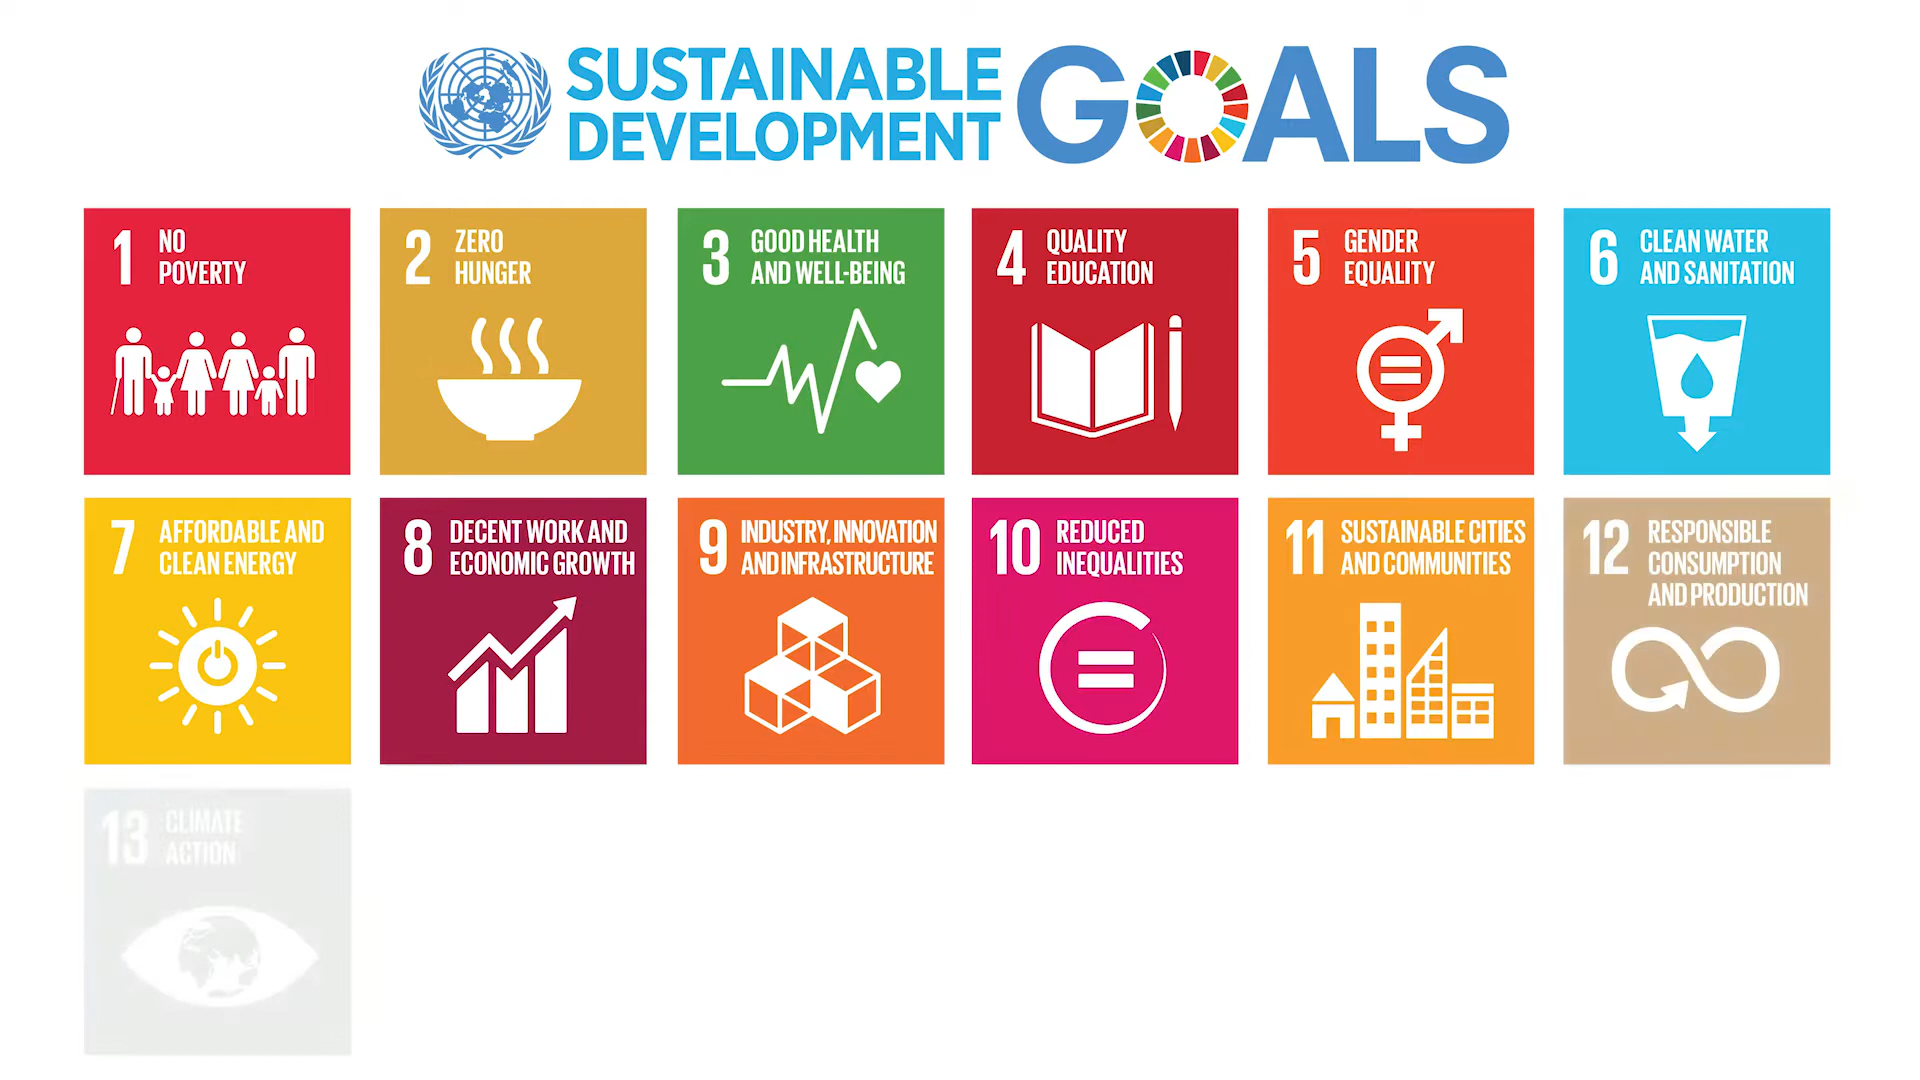 SUSTAINABLE
DEVELOPMENT
GOALS
1 NO
POVERTY
2 ZERO
HUNGER
3 GOOD HEALTH
AND WELL-BEING
4 QUALITY
EDUCATION
5 GENDER
EQUALITY
6 CLEAN WATER
AND SANITATION
7 AFFORDABLE AND
CLEAN ENERGY
8 DECENT WORK AND
ECONOMIC GROWTH
9 INDUSTRY, INNOVATION
AND INFRASTRUCTURE
10 REDUCED
INEQUALITIES
11 SUSTAINABLE CITIES
AND COMMUNITIES
12 RESPONSIBLE
CONSUMPTION
AND PRODUCTION
13 CLIMATE
ACTION